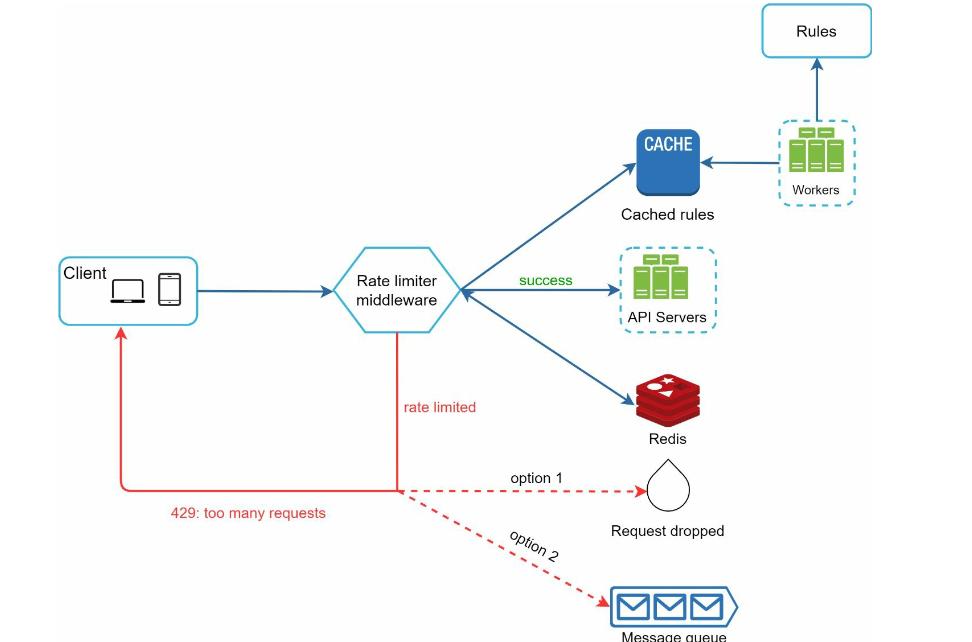 Rules
CACHE
Workers
Cached rules
Client
Rate limiter
middleware
success
API Servers
rate limited
Redis
option 1
429: too many requests
Request dropped
option 2
Message queue